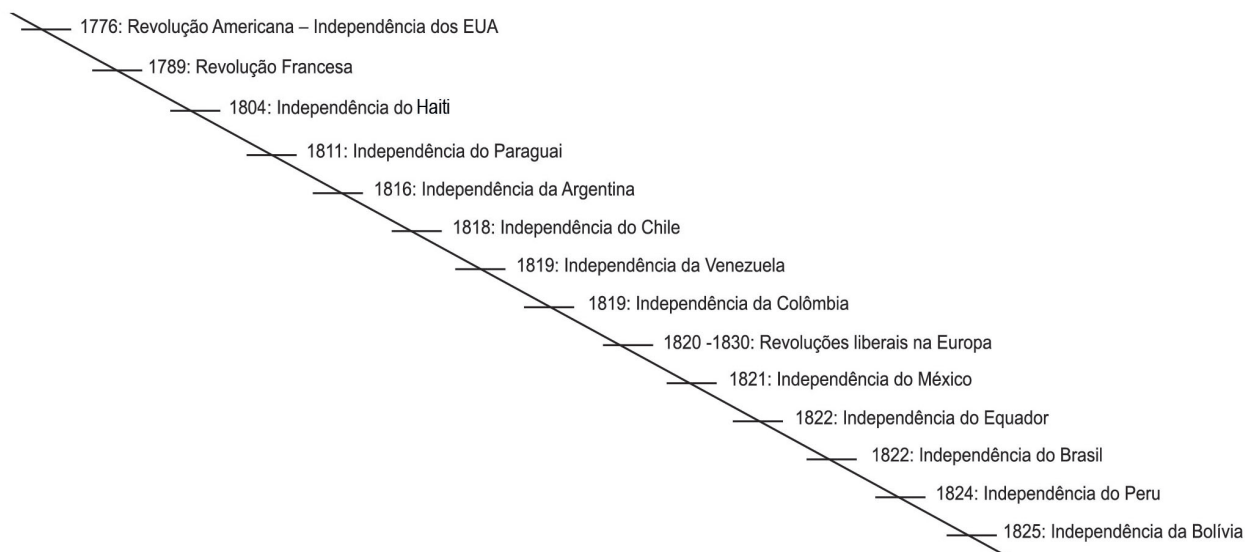 1776: Revolução Americana – Independência dos EUA
1789: Revolução Francesa
1804: Independência do Haiti
1811: Independência do Paraguai
1816: Independência da Argentina
1818: Independência do Chile
1819: Independência da Venezuela
1819: Independência da Colômbia
1820 -1830: Revoluções liberais na Europa
1821: Independência do México
1822: Independência do Equador
1822: Independência do Brasil
1824: Independência do Peru
1825: Independência da Bolívia